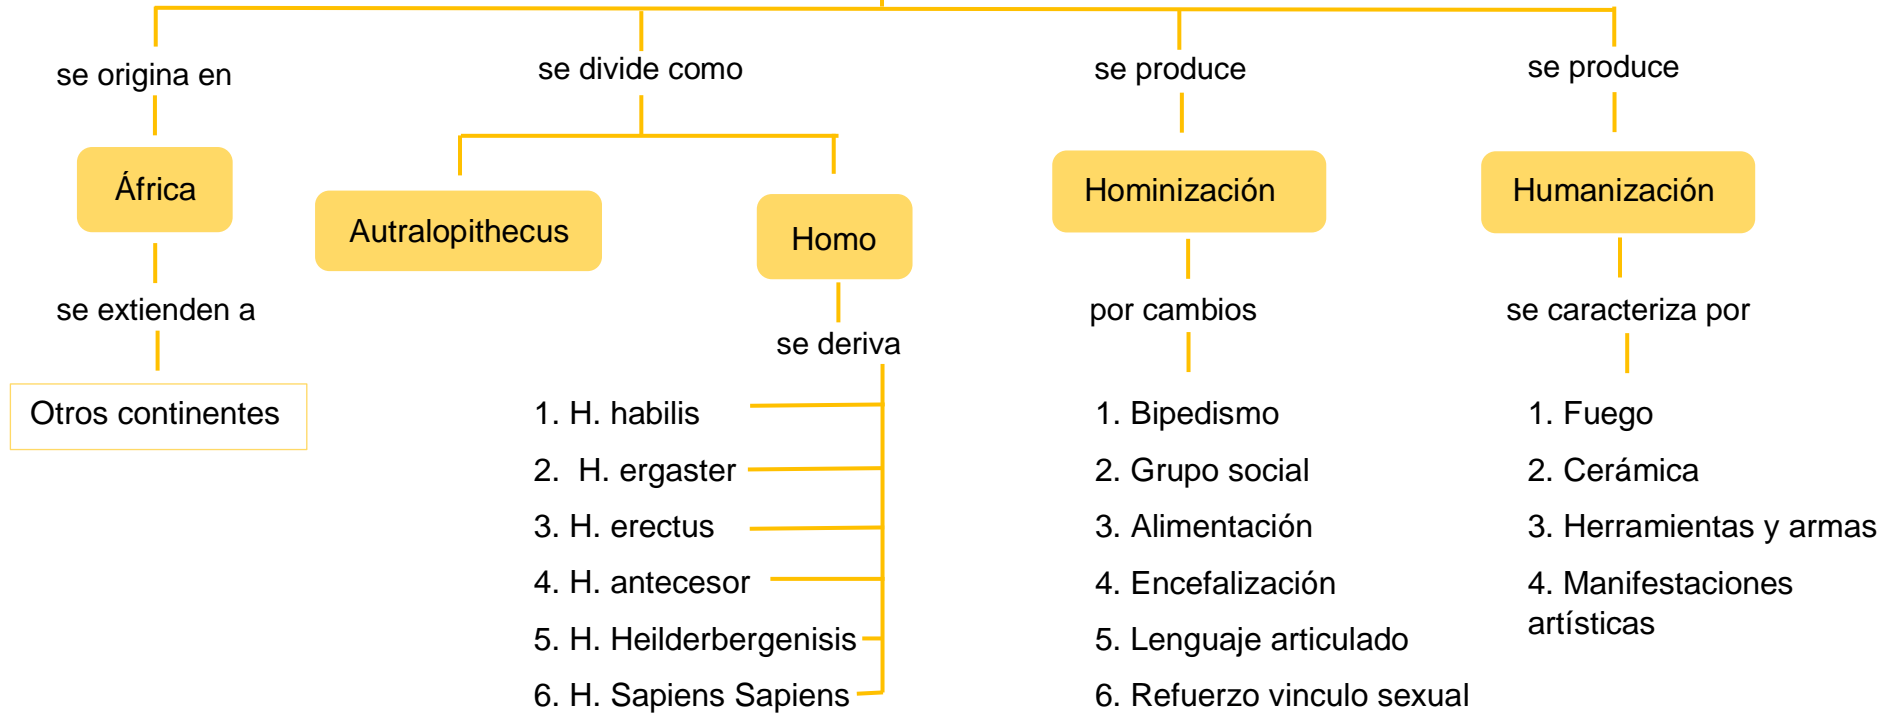 se origina en
se divide como
se produce
se produce
África
Autralopithecus
Homo
Hominización
Humanización
se extienden a
Otros continentes
se deriva
1. H. habilis
2. H. ergaster
3. H. erectus
4. H. antecesor
5. H. Heilderbergenisis
6. H. Sapiens Sapiens
por cambios
1. Bipedismo
2. Grupo social
3. Alimentación
4. Encefalización
5. Lenguaje articulado
6. Refuerzo vinculo sexual
se caracteriza por
1. Fuego
2. Cerámica
3. Herramientas y armas
4. Manifestaciones
artísticas